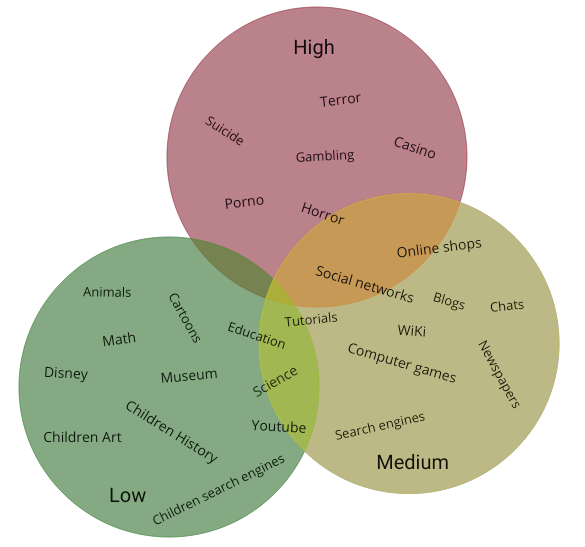 High
Terror
Suicide
Casino
Gambling
Porno
Horror
Online shops
Social networks
Blogs
Chats
Tutorials
WiKi
Computer games
Newspapers
Search engines
Medium
Animals
Cartoons
Education
Math
Disney
Museum
Science
Children Art
Children History
Youtube
Children search engines
Low